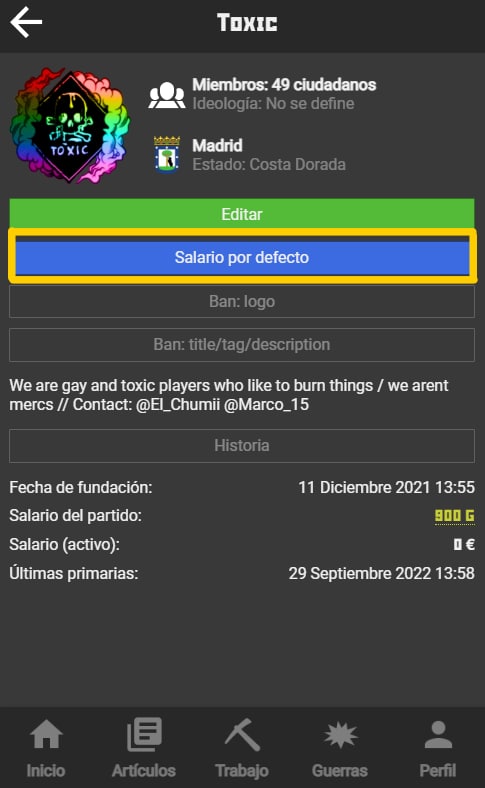 Toxic
TOXIC
Miembros: 49 ciudadanos
Ideología: No se define
Madrid
Estado: Costa Dorada
Editar
Salario por defecto
Ban: logo
Ban: title/tag/description
We are gay and toxic players who like to burn things / we arent
mercs // Contact: @El_Chumii @Marco_15
Historia
Fecha de fundación: 11 Diciembre 2021 13:55
Salario del partido: 900 G
Salario (activo): 0 €
Últimas primarias: 29 Septiembre 2022 13:58
Inicio Artículos Trabajo Guerras Perfil